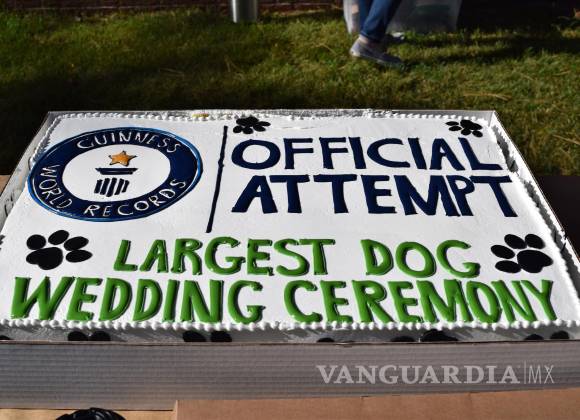 GUINNESS
WORLD RECORDS
OFFICIAL
ATTEMPT
LARGEST DOG
WEDDING CEREMONY
VANGUARDIA|MX